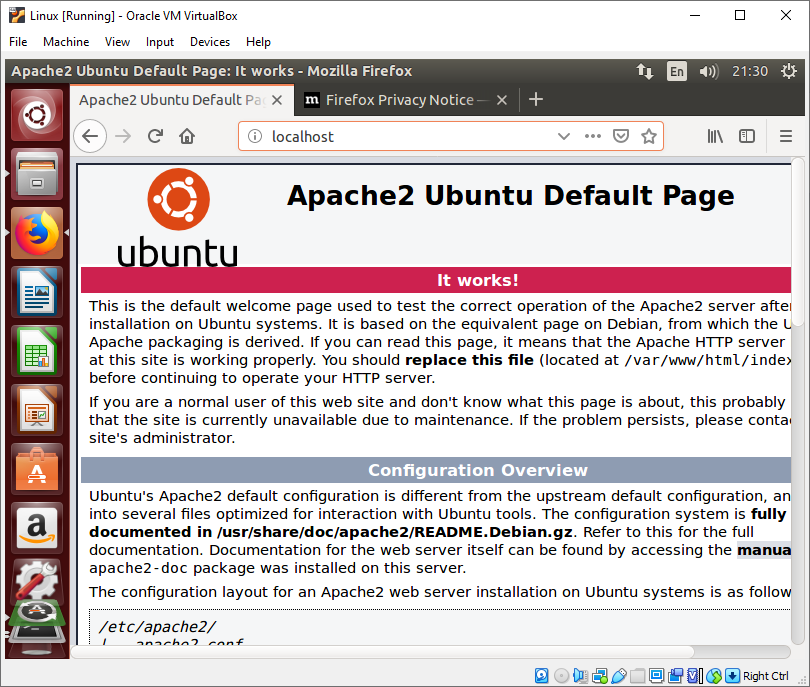 Linux [Running] - Oracle VM VirtualBox
File Machine View Input Devices Help
Apache2 Ubuntu Default Page: It works - Mozilla Firefox
En
21:30
Apache2 Ubuntu Default Pa
m Firefox Privacy Notice —
localhost
ubuntu
Apache2 Ubuntu Default Page
It works!
This is the default welcome page used to test the correct operation of the Apache2 server after
installation on Ubuntu systems. It is based on the equivalent page on Debian, from which the U
Apache packaging is derived. If you can read this page, it means that the Apache HTTP server
at this site is working properly. You should replace this file (located at /var/www/html/index
before continuing to operate your HTTP server.
If you are a normal user of this web site and don't know what this page is about, this probably
that the site is currently unavailable due to maintenance. If the problem persists, please contac
site's administrator.
Configuration Overview
Ubuntu's Apache2 default configuration is different from the upstream default configuration, an
into several files optimized for interaction with Ubuntu tools. The configuration system is fully
documented in /usr/share/doc/apache2/README.Debian.gz. Refer to this for the full
documentation. Documentation for the web server itself can be found by accessing the manua
apache2-doc package was installed on this server.
The configuration layout for an Apache2 web server installation on Ubuntu systems is as follow
/etc/apache2/
|-- apache2.conf
Right Ctrl